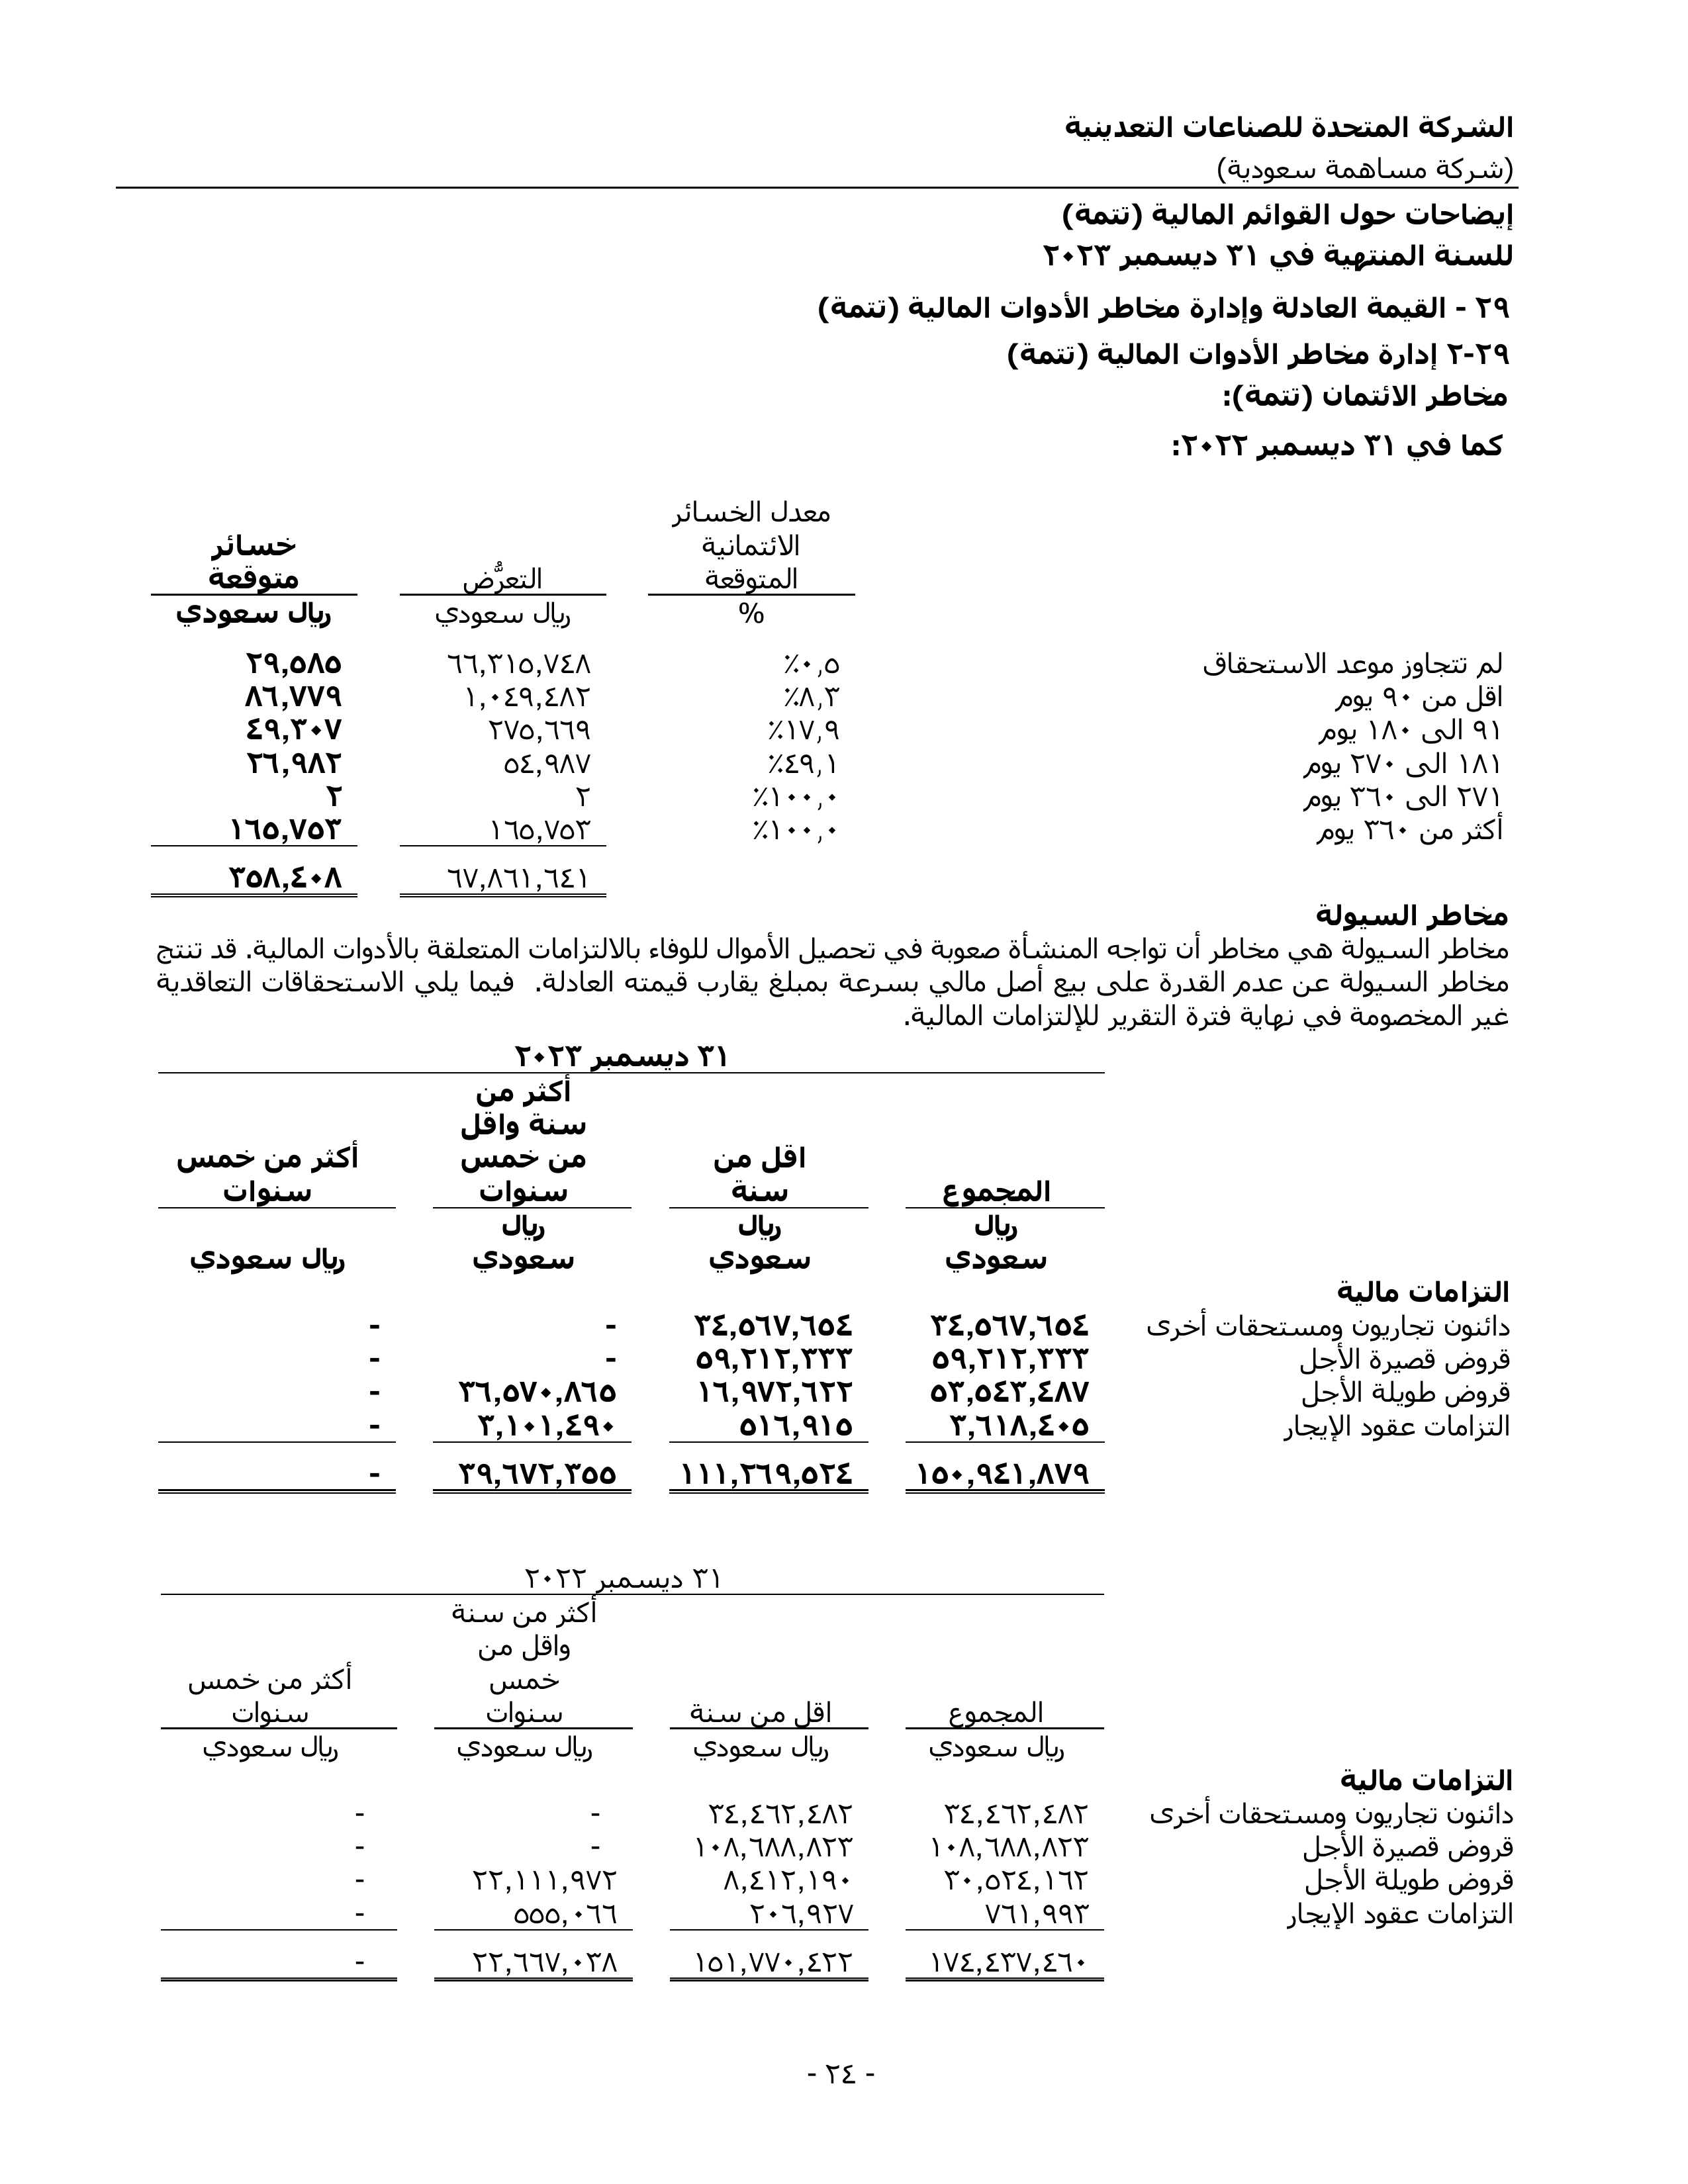 الشركة المتحدة للصناعات التعدينية
(شركة مساهمة سعودية)
إيضاحات حول القوائم المالية (تتمة)
للسنة المنتهية في ٣١ ديسمبر ٢٠٢٣
٢٩ - القيمة العادلة وإدارة مخاطر الأدوات المالية (تتمة)
٢٩-٢ إدارة مخاطر الأدوات المالية (تتمة)
مخاطر الائتمان (تتمة):
كما في ٣١ ديسمبر ٢٠٢٢:
معدل الخسائر
الائتمانية خسائر
المتوقعة التعرُّض متوقعة
% ريال سعودي ريال سعودي
لم تتجاوز موعد الاستحقاق ٠,٥٪ ٦٦,٣١٥,٧٤٨ ٢٩,٥٨٥
اقل من ٩٠ يوم ٨,٣٪ ١,٠٤٩,٤٨٢ ٨٦,٧٧٩
٩١ الى ١٨٠ يوم ١٧,٩٪ ٢٧٥,٦٦٩ ٤٩,٣٠٧
١٨١ الى ٢٧٠ يوم ٤٩,١٪ ٥٤,٩٨٧ ٢٦,٩٨٢
٢٧١ الى ٣٦٠ يوم ١٠٠,٠٪ ٢ ٢
أكثر من ٣٦٠ يوم ١٠٠,٠٪ ١٦٥,٧٥٣ ١٦٥,٧٥٣
٦٧,٨٦١,٦٤١ ٣٥٨,٤٠٨
مخاطر السيولة
مخاطر السيولة هي مخاطر أن تواجه المنشأة صعوبة في تحصيل الأموال للوفاء بالالتزامات المتعلقة بالأدوات المالية. قد تنتج
مخاطر السيولة عن عدم القدرة على بيع أصل مالي بسرعة بمبلغ يقارب قيمته العادلة. فيما يلي الاستحقاقات التعاقدية
غير المخصومة في نهاية فترة التقرير للإلتزامات المالية.
٣١ ديسمبر ٢٠٢٣
أكثر من
سنة واقل
اقل من من خمس أكثر من خمس
المجموع سنة سنوات سنوات
ريال ريال ريال
سعودي سعودي سعودي ريال سعودي
التزامات مالية
دائنون تجاريون ومستحقات أخرى ٣٤,٥٦٧,٦٥٤ ٣٤,٥٦٧,٦٥٤ - -
قروض قصيرة الأجل ٥٩,٢١٢,٣٣٣ ٥٩,٢١٢,٣٣٣ - -
قروض طويلة الأجل ٥٣,٥٤٣,٤٨٧ ١٦,٩٧٢,٦٢٢ ٣٦,٥٧٠,٨٦٥ -
التزامات عقود الإيجار ٣,٦١٨,٤٠٥ ٥١٦,٩١٥ ٣,١٠١,٤٩٠ -
١٥٠,٩٤١,٨٧٩ ١١١,٢٦٩,٥٢٤ ٣٩,٦٧٢,٣٥٥ -
٣١ ديسمبر ٢٠٢٢
أكثر من سنة
واقل من
خمس أكثر من خمس
المجموع اقل من سنة سنوات سنوات
ريال سعودي ريال سعودي ريال سعودي ريال سعودي
التزامات مالية
دائنون تجاريون ومستحقات أخرى ٣٤,٤٦٢,٤٨٢ ٣٤,٤٦٢,٤٨٢ - -
قروض قصيرة الأجل ١٠٨,٦٨٨,٨٢٣ ١٠٨,٦٨٨,٨٢٣ - -
قروض طويلة الأجل ٣٠,٥٢٤,١٦٢ ٨,٤١٢,١٩٠ ٢٢,١١١,٩٧٢ -
التزامات عقود الإيجار ٧٦١,٩٩٣ ٢٠٦,٩٢٧ ٥٥٥,٠٦٦ -
١٧٤,٤٣٧,٤٦٠ ١٥١,٧٧٠,٤٢٢ ٢٢,٦٦٧,٠٣٨ -
- ٢٤ -